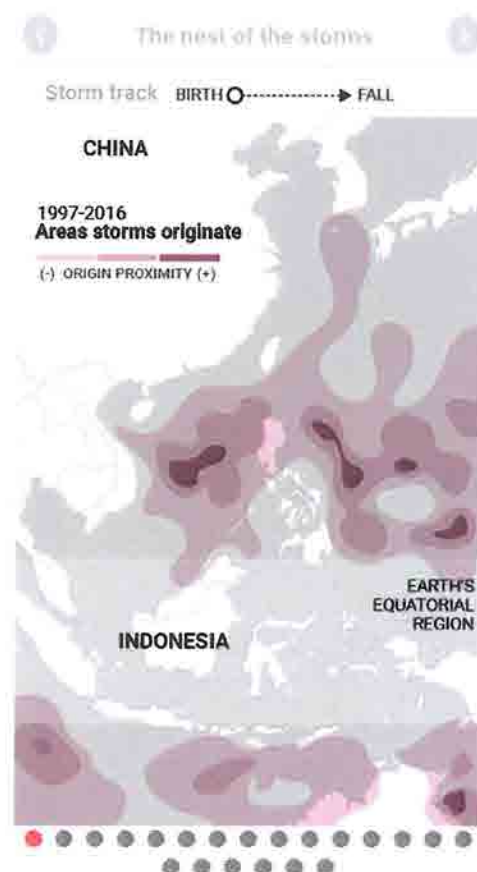 The nest of the storms
Storm track BIRTH FALL
CHINA
1997-2016
Areas storms originate
(-) ORIGIN PROXIMITY (+)
EARTH'S
EQUATORIAL
REGION
INDONESIA